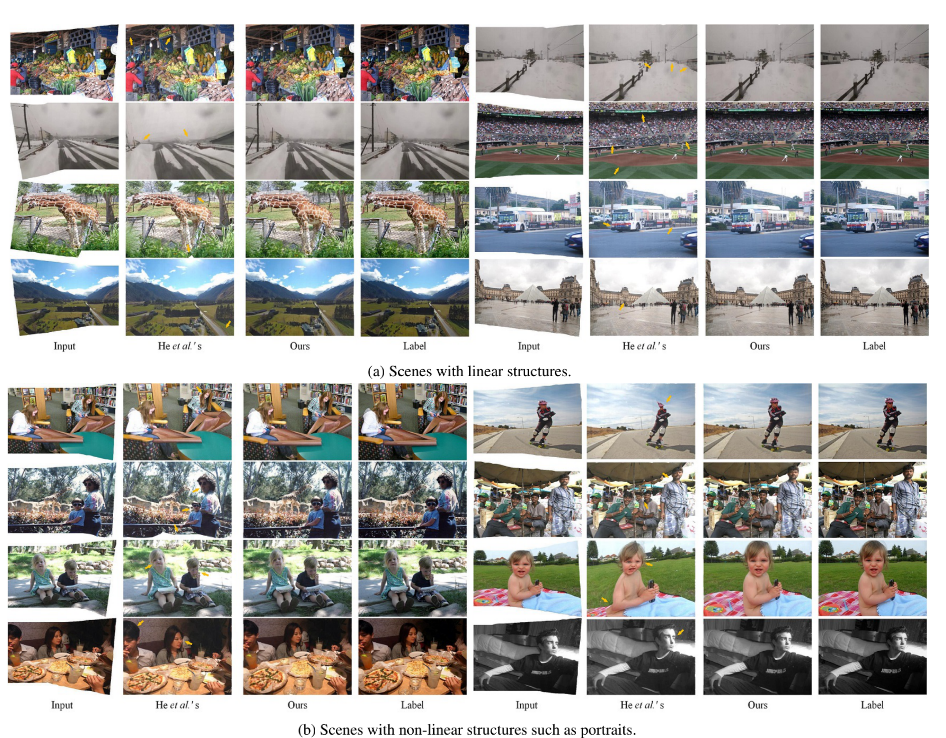 Input He et al.' s Ours Label Input He et al.' s Ours Label
(a) Scenes with linear structures.
Input He et al.' s Ours Label Input He et al.' s Ours Label
(b) Scenes with non-linear structures such as portraits.